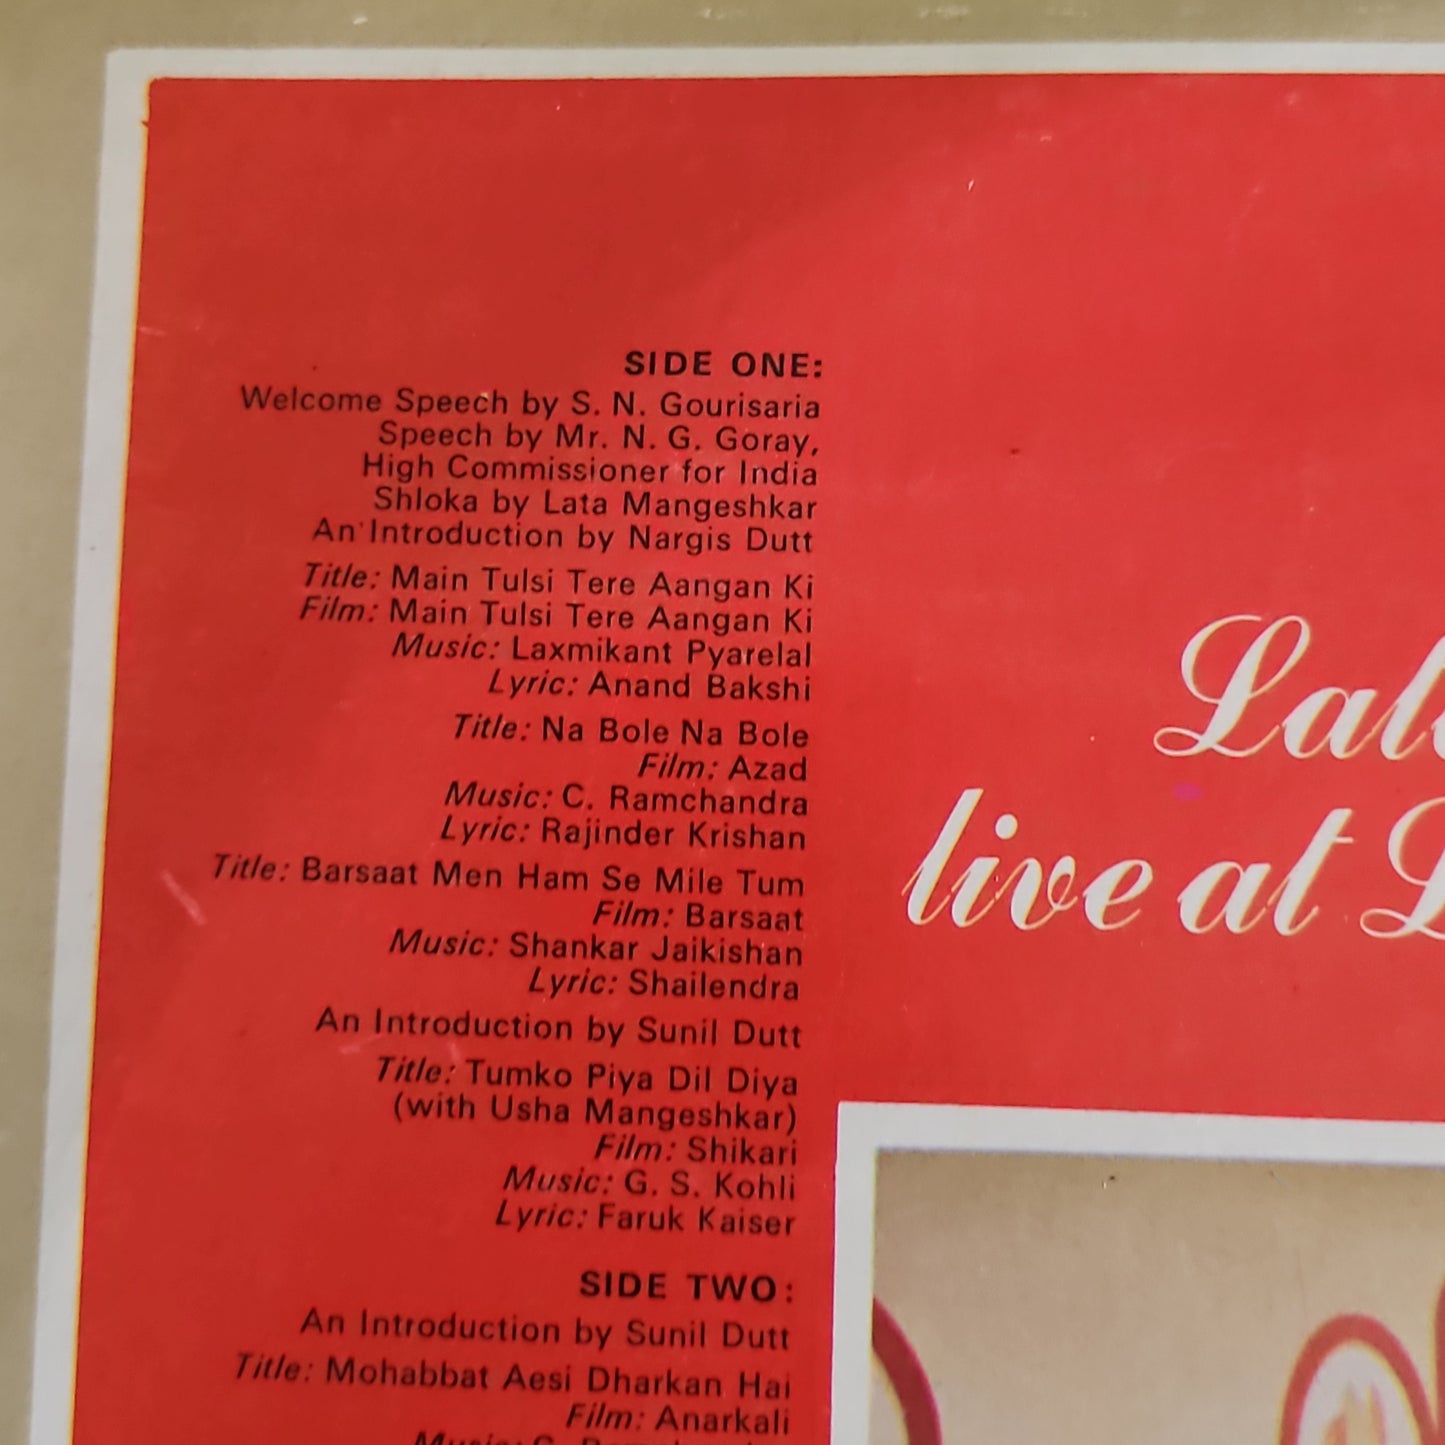 SIDE ONE:
Welcome Speech by S. N. Gourisaria
Speech by Mr. N. G. Goray,
High Commissioner for India
Shloka by Lata Mangeshkar
An Introduction by Nargis Dutt
Title: Main Tulsi Tere Aangan Ki
Film: Main Tulsi Tere Aangan Ki
Music: Laxmikant Pyarelal
Lyric: Anand Bakshi
Title: Na Bole Na Bole
Film: Azad
Music: C. Ramchandra
Lyric: Rajinder Krishan
Title: Barsaat Men Ham Se Mile Tum
Film: Barsaat
Music: Shankar Jaikishan
Lyric: Shailendra
An Introduction by Sunil Dutt
Title: Tumko Piya Dil Diya
(with Usha Mangeshkar)
Film: Shikari
Music: G. S. Kohli
Lyric: Faruk Kaiser
SIDE TWO:
An Introduction by Sunil Dutt
Title: Mohabbat Aesi Dharkan Hai
Film: Anarkali
live at